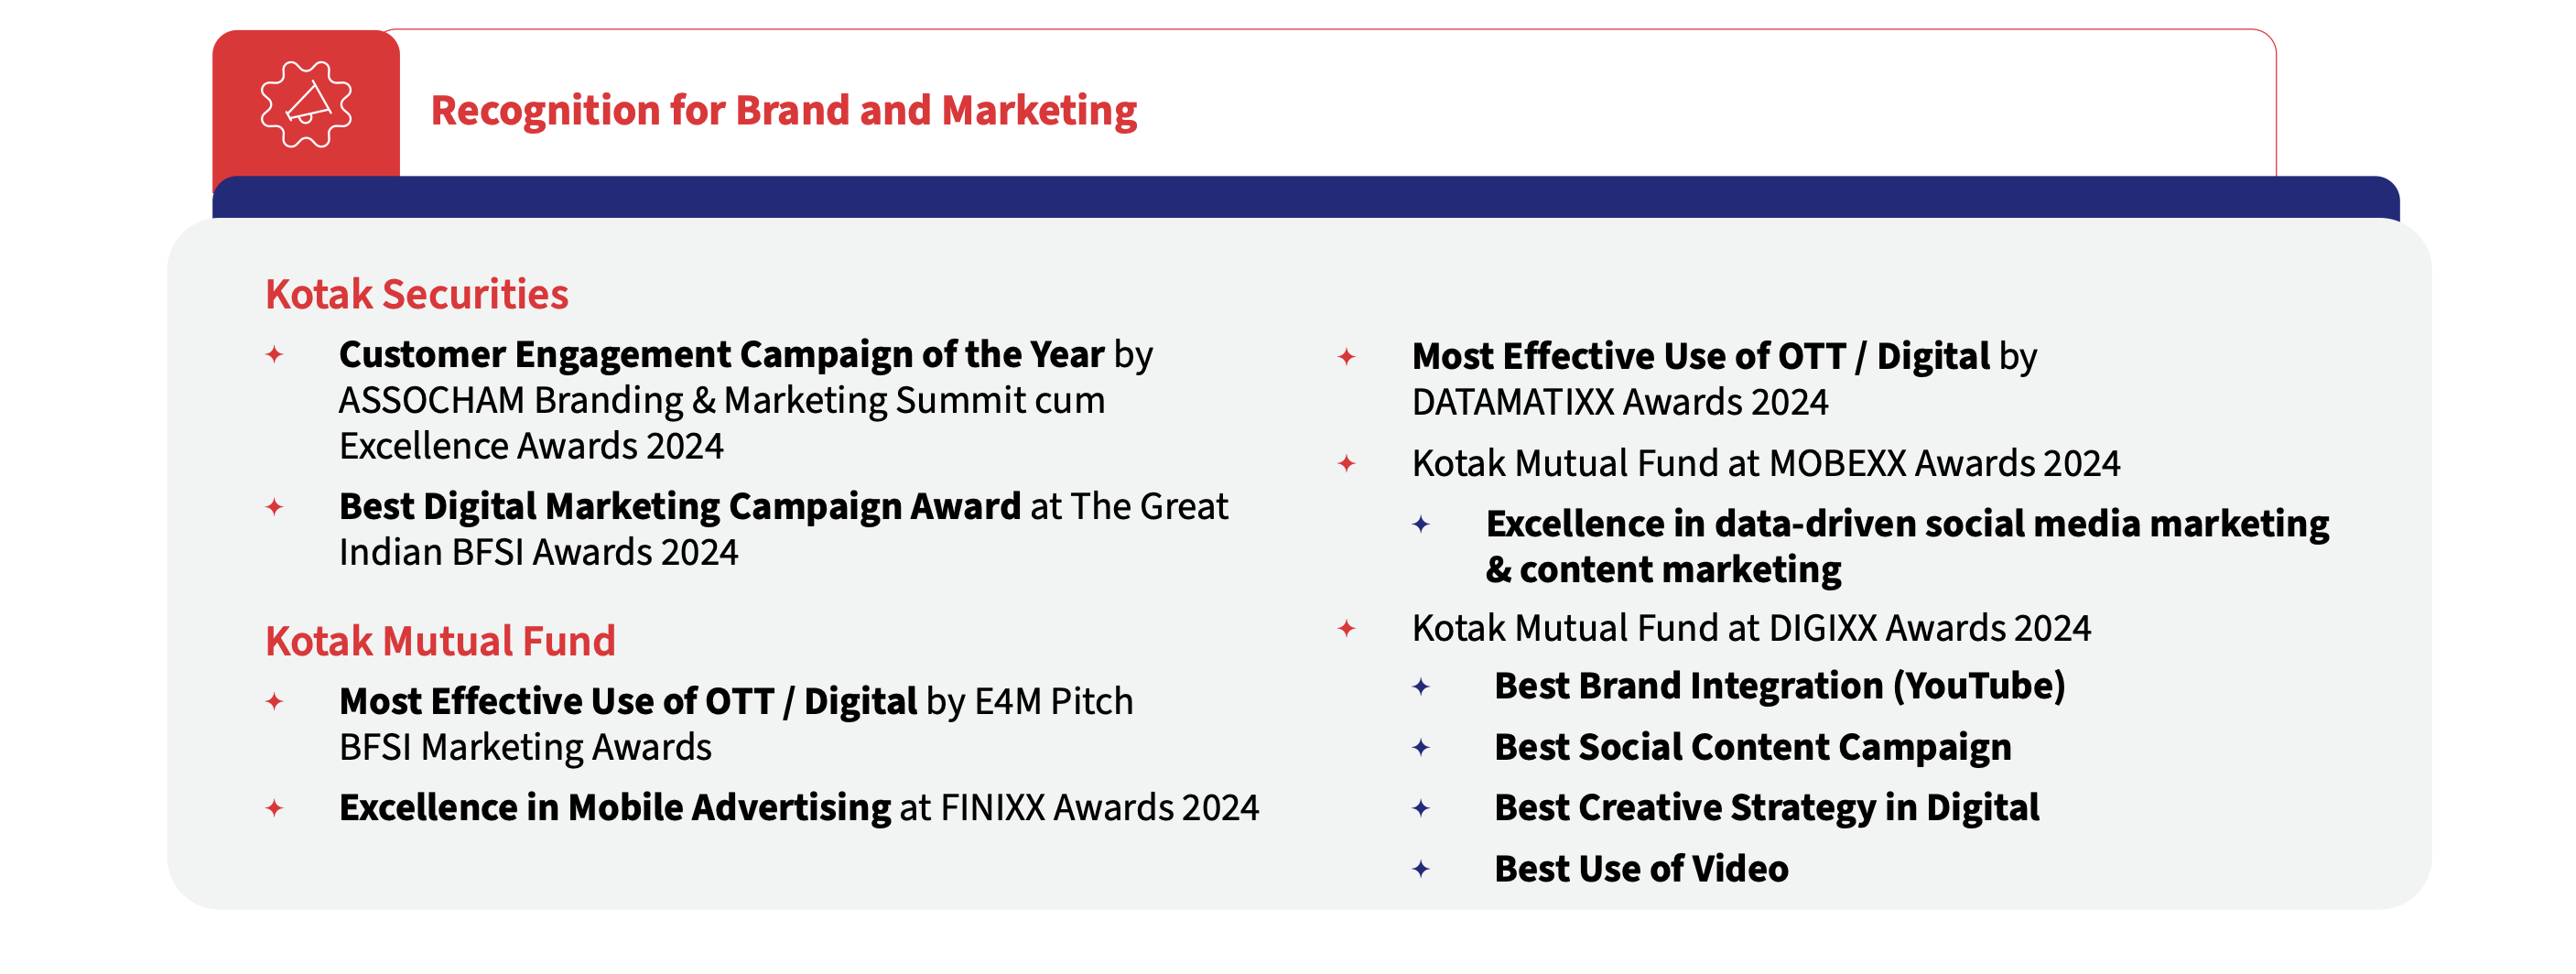 Recognition for Brand and Marketing
Kotak Securities
Customer Engagement Campaign of the Year by
ASSOCHAM Branding & Marketing Summit cum
Excellence Awards 2024
Best Digital Marketing Campaign Award at The Great
Indian BFSI Awards 2024
Kotak Mutual Fund
Most Effective Use of OTT / Digital by E4M Pitch
BFSI Marketing Awards
Excellence in Mobile Advertising at FINIXX Awards 2024
Most Effective Use of OTT / Digital by
DATAMATIXX Awards 2024
Kotak Mutual Fund at MOBEXX Awards 2024
Excellence in data-driven social media marketing
& content marketing
Kotak Mutual Fund at DIGIXX Awards 2024
Best Brand Integration (YouTube)
Best Social Content Campaign
Best Creative Strategy in Digital
Best Use of Video